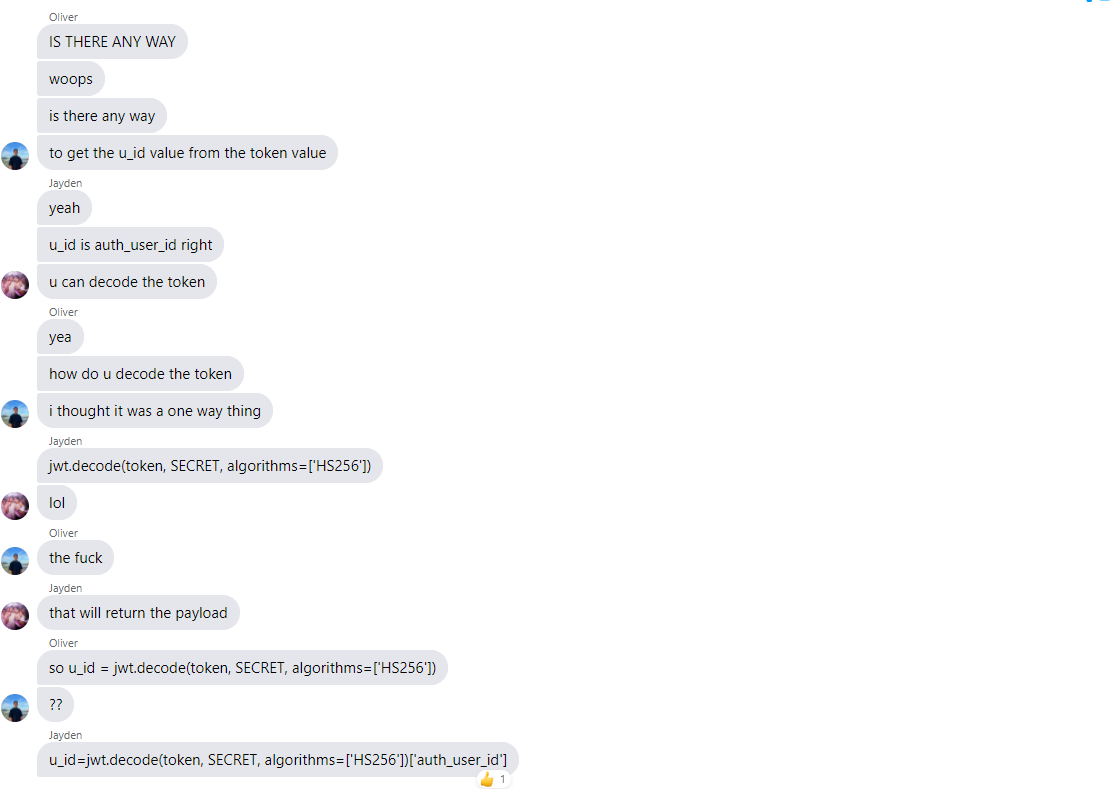 Oliver
IS THERE ANY WAY
woops
is there any way
to get the u_id value from the token value
Jayden
yeah
u_id is auth_user_id right
u can decode the token
Oliver
yea
how do u decode the token
i thought it was a one way thing
Jayden
jwt.decode(token, SECRET, algorithms=['HS256'])
lol
Oliver
the fuck
Jayden
that will return the payload
Oliver
so u_id = jwt.decode(token, SECRET, algorithms=['HS256'])
??
Jayden
u_id=jwt.decode(token, SECRET, algorithms=['HS256'])['auth_user_id']
👍 1